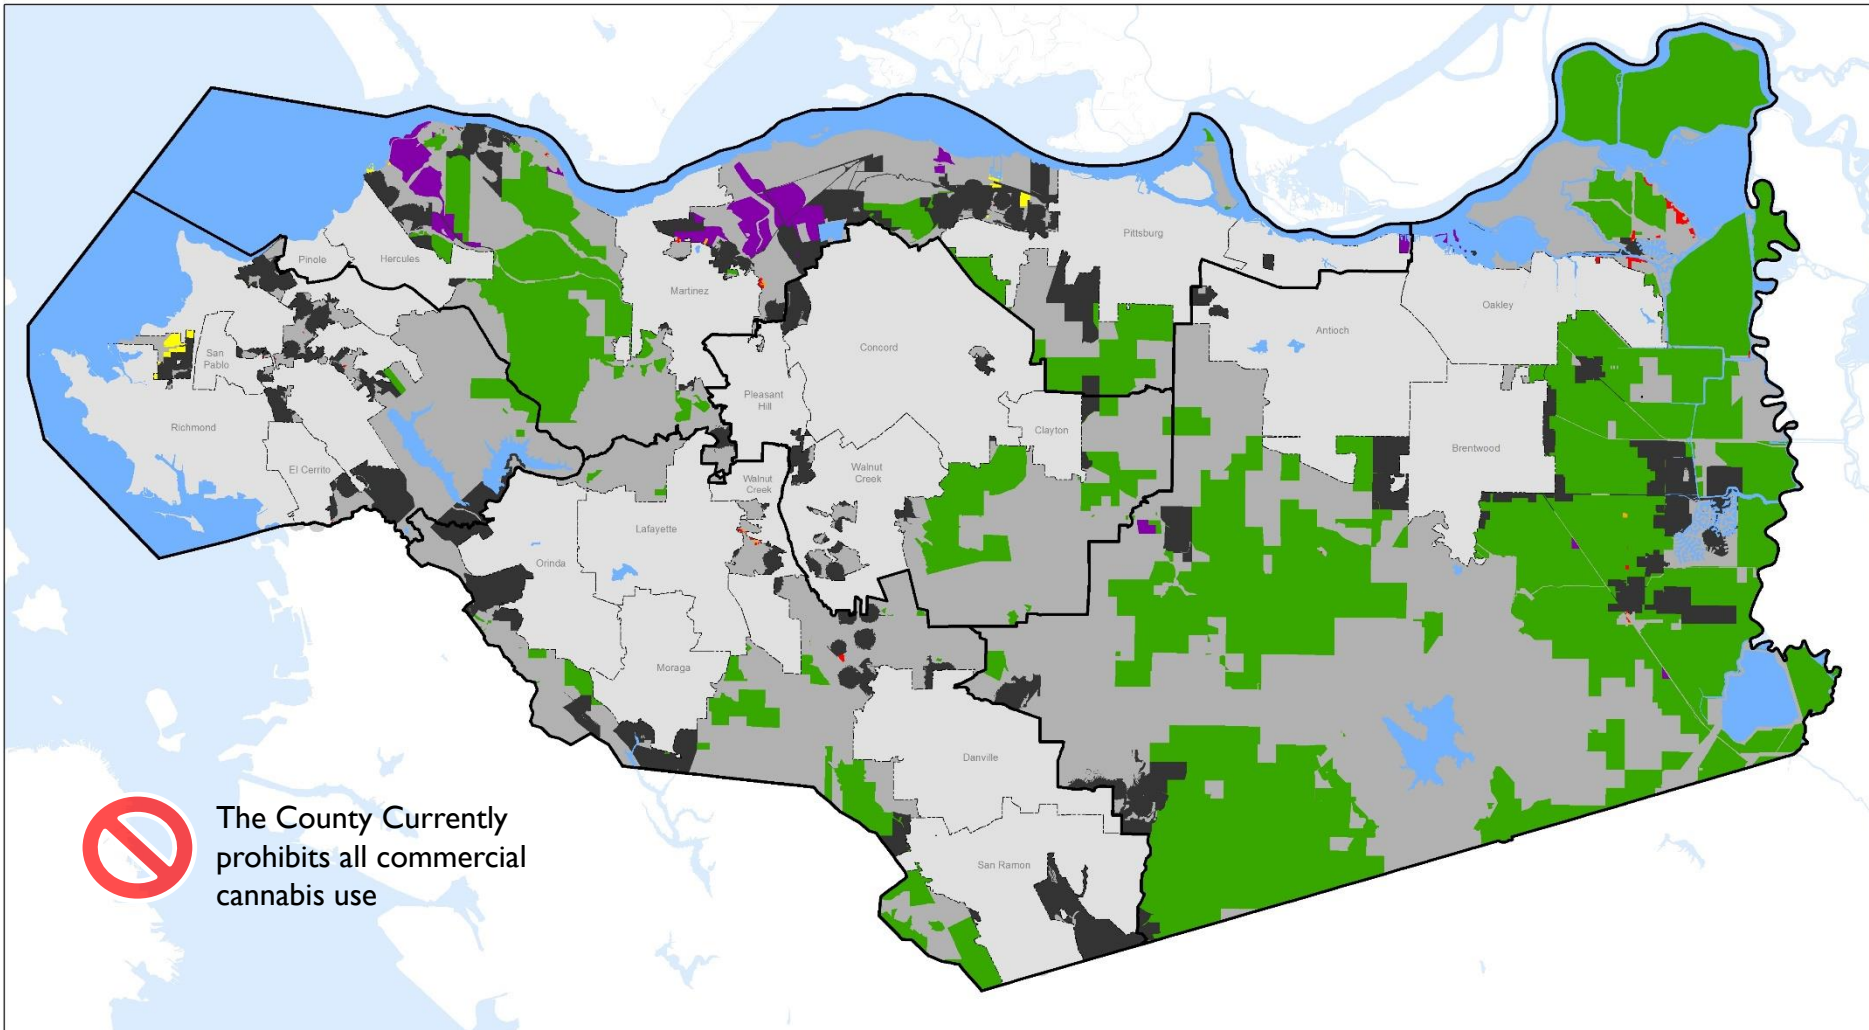 Pittsburg
Pinole
Hercules
Martinez
Oakley
Antioch
Concord
San
Pablo
Pleasant
Hill
Richmond
Clayton
Brentwood
El Cerrito
Walnut
Creek
Walnut
Creek
Lafayette
Orinda
Moraga
Danville
San Ramon
The County Currently
prohibits all commercial
cannabis use